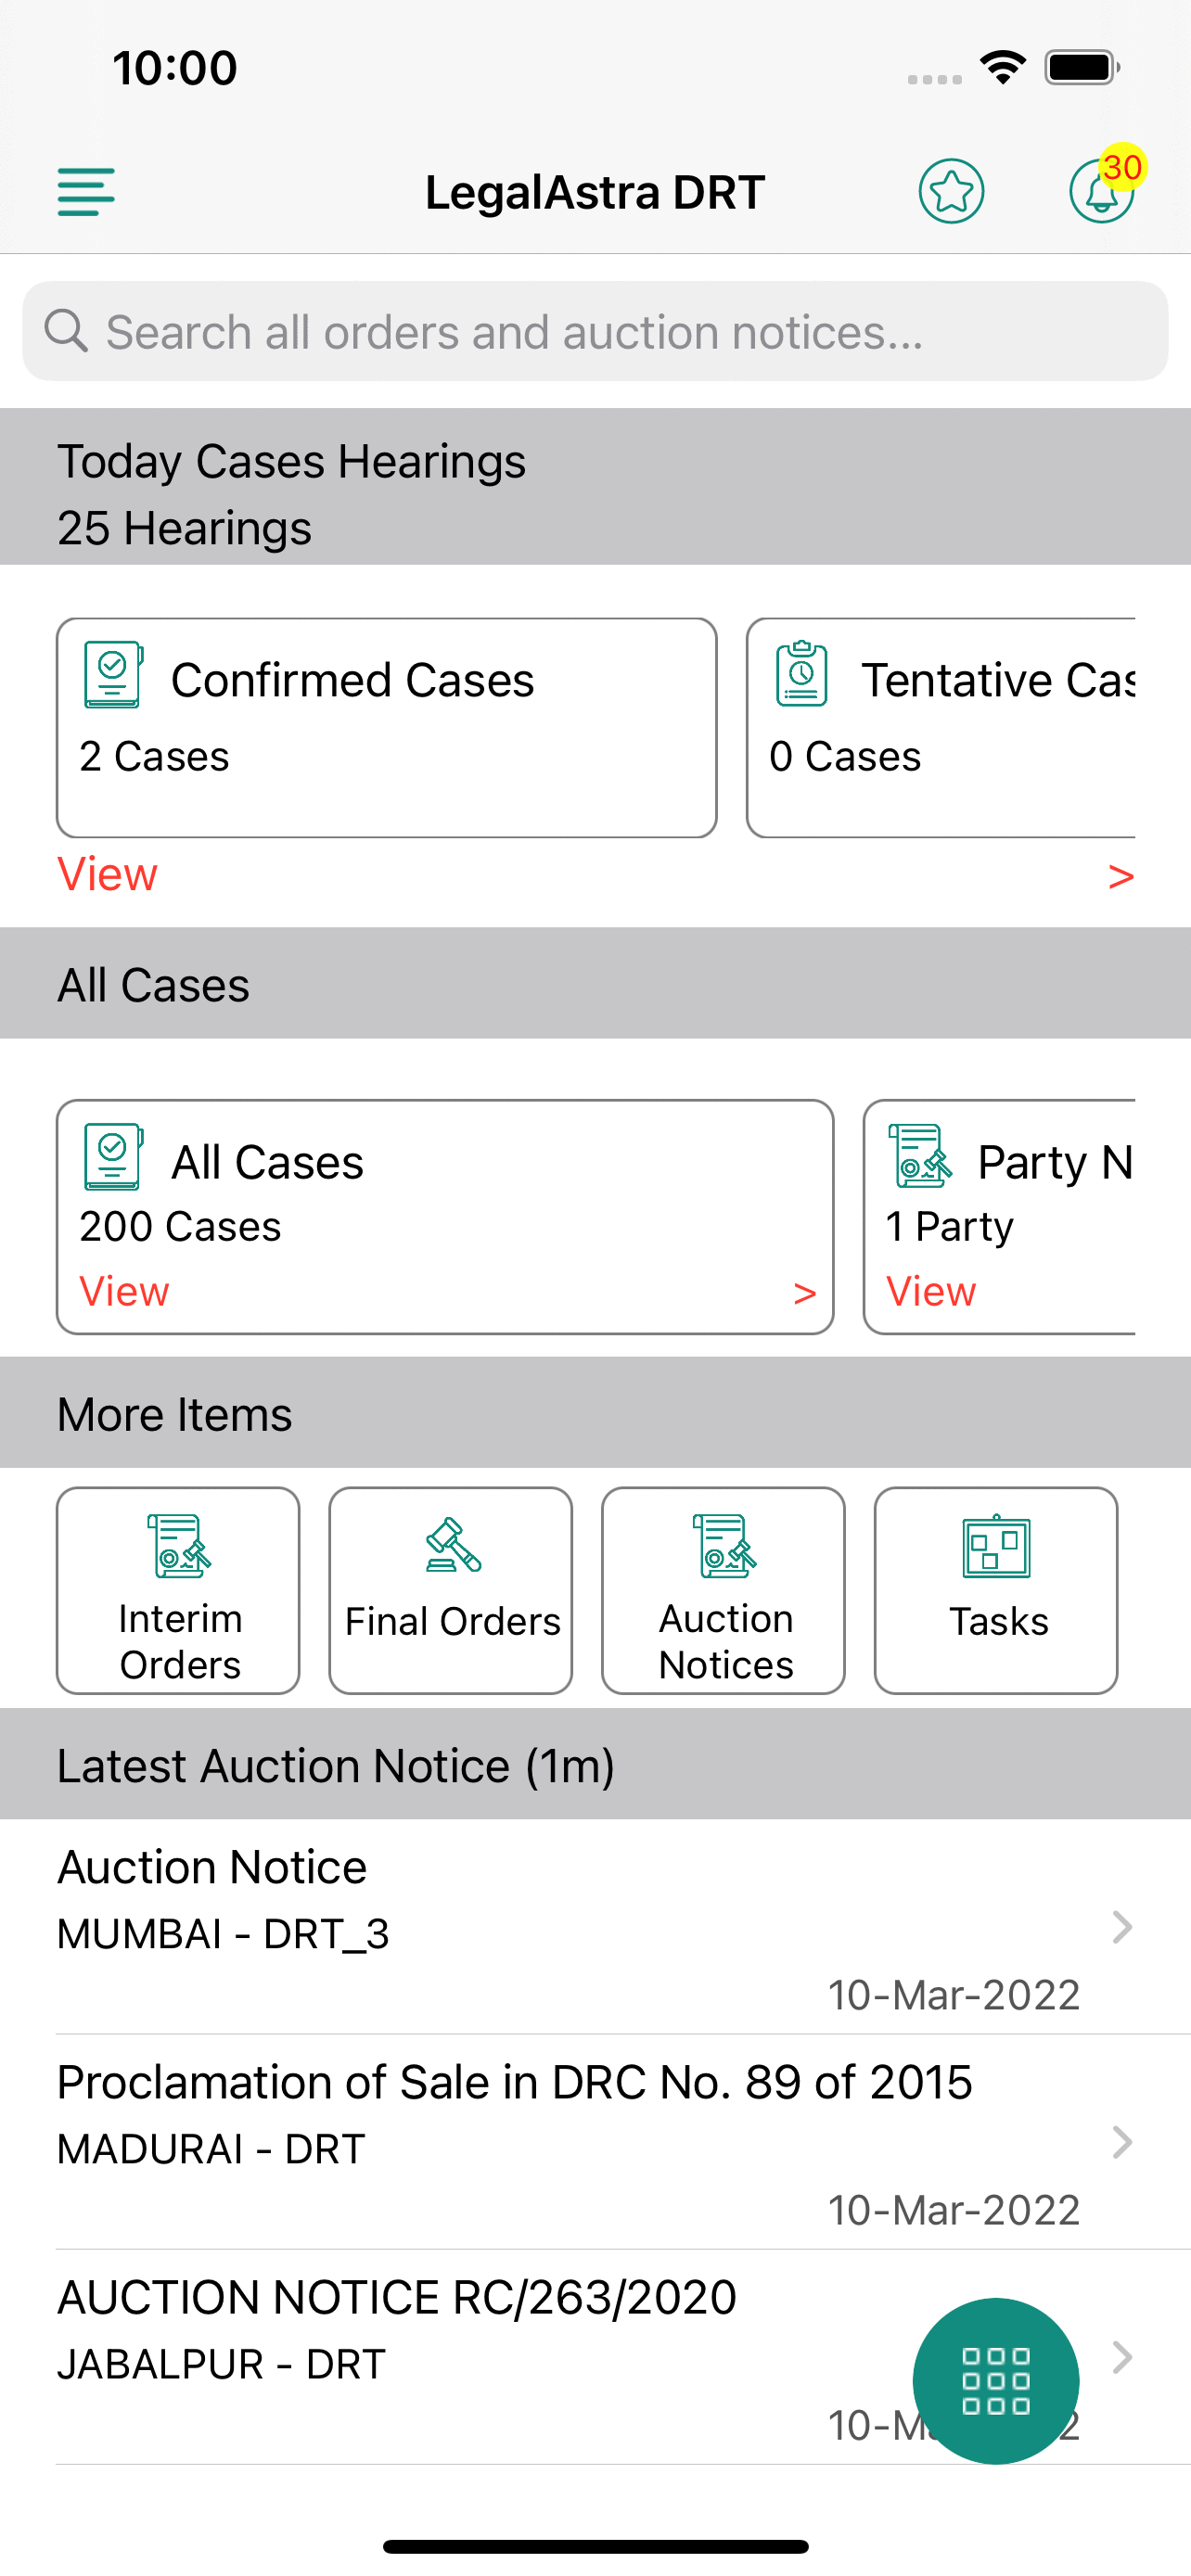 10:00
LegalAstra DRT
30
Search all orders and auction notices...
Today Cases Hearings
25 Hearings
Confirmed Cases
2 Cases
Tentative Cas
0 Cases
View >
All Cases
All Cases
200 Cases
View >
Party N
1 Party
View
More Items
Interim
Orders
Final Orders
Auction
Notices
Tasks
Latest Auction Notice (1m)
Auction Notice
MUMBAI - DRT_3
10-Mar-2022
Proclamation of Sale in DRC No. 89 of 2015
MADURAI - DRT
10-Mar-2022
AUCTION NOTICE RC/263/2020
JABALPUR - DRT